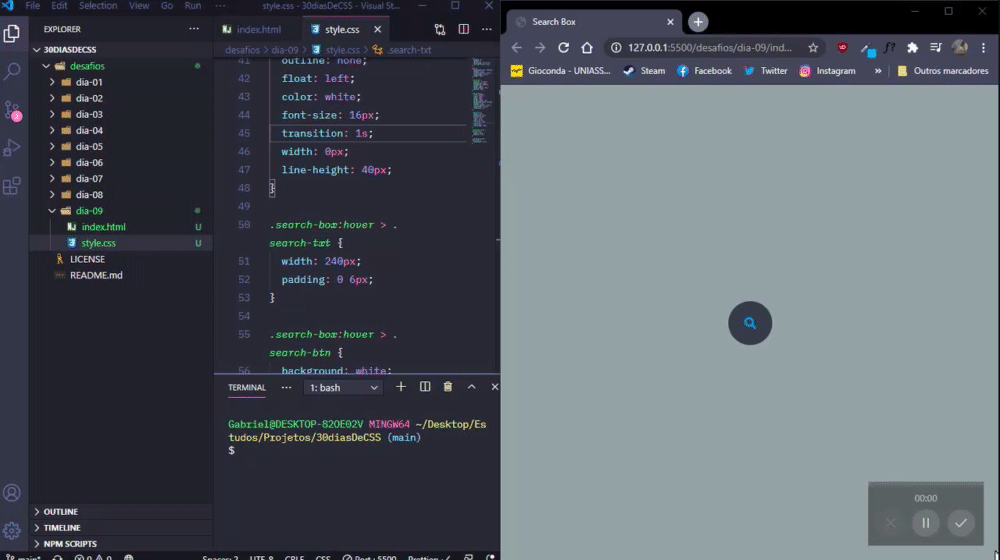 File Edit Selection View Go Run ···
style.css - 30diasDeCSS - Visual St...
EXPLORER ···
30DIASDECSS
desafios
dia-01
dia-02
dia-03
dia-04
dia-05
dia-06
dia-07
dia-08
dia-09
index.html U
style.css U
LICENSE
README.md
OUTLINE
TIMELINE
NPM SCRIPTS
index.html
style.css
desafios > dia-09 > style.css > .search-txt
41 outline: none;
42 float: left;
43 color: white;
44 font-size: 16px;
45 transition: 1s;
46 width: 0px;
47 line-height: 40px;
48 }
49
50 .search-box:hover > .
search-txt {
51 width: 240px;
52 padding: 0 6px;
53 }
54
55 .search-box:hover > .
search-btn {
56 background: white;
TERMINAL ··· 1: bash
Gabriel@DESKTOP-82OE02V MINGW64 ~/Desktop/Es
tudos/Projetos/30diasDeCSS (main)
$
main* 0 0 Spaces: 2 UTF-8 CRLF CSS Port : 5500 Prettier
Search Box
127.0.0.1:5500/desafios/dia-09/ind...
f?
Gioconda - UNIASS... Steam Facebook Twitter Instagram » Outros marcadores
00:00